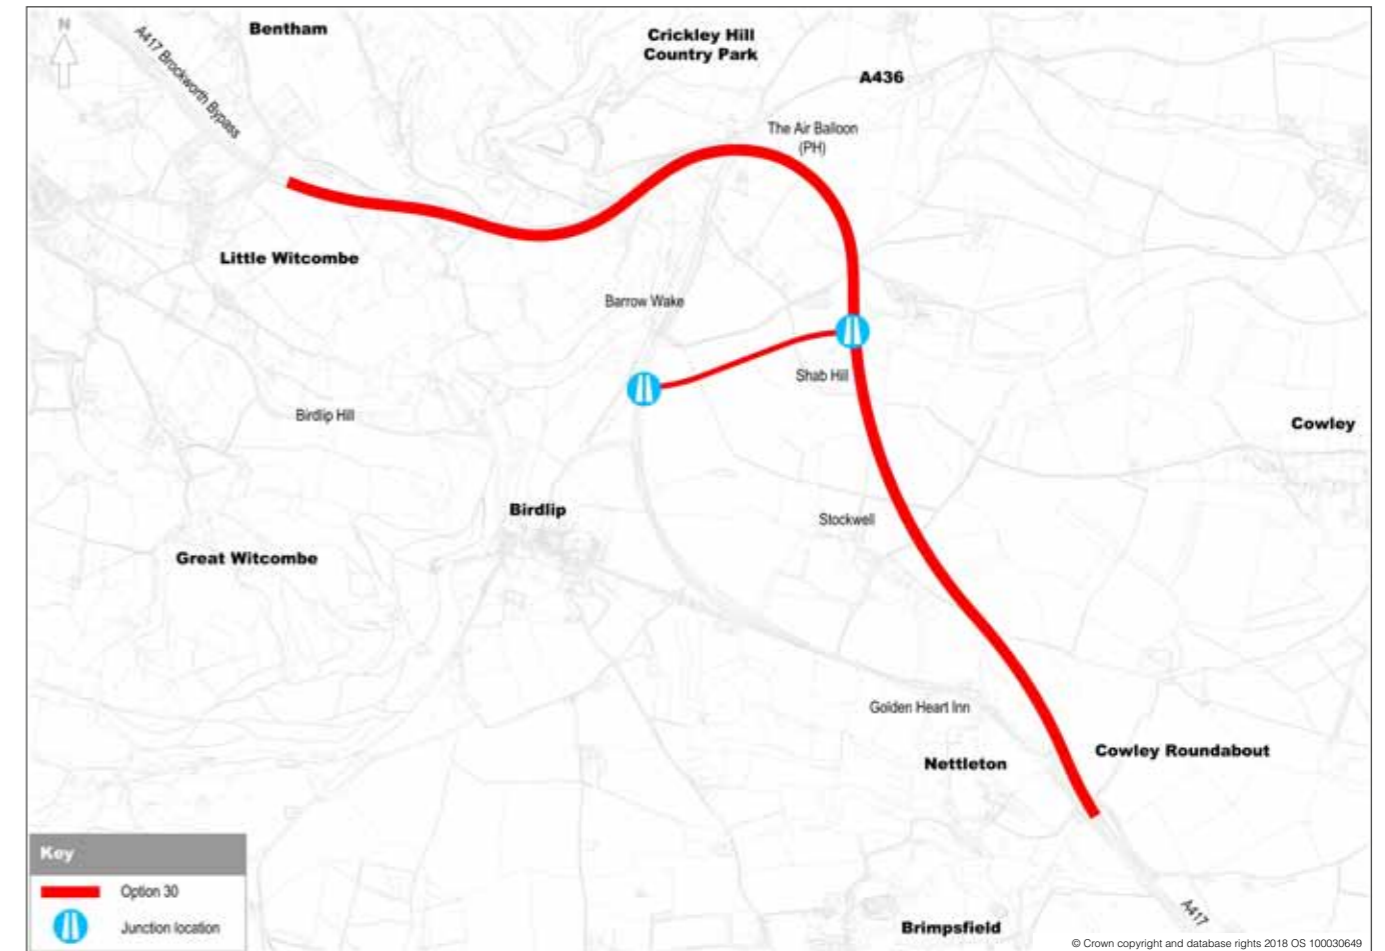 N
A417 Brockworth Bypass
Bentham
Crickley Hill
Country Park
A436
The Air Balloon
(PH)
Little Witcombe
Barrow Wake
Shab Hill
Birdlip Hill
Cowley
Birdlip
Stockwell
Great Witcombe
Golden Heart Inn
Cowley Roundabout
Nettleton
Key
Option 30
Junction location
A417
Brimpsfield
© Crown copyright and database rights 2018 OS 100030649